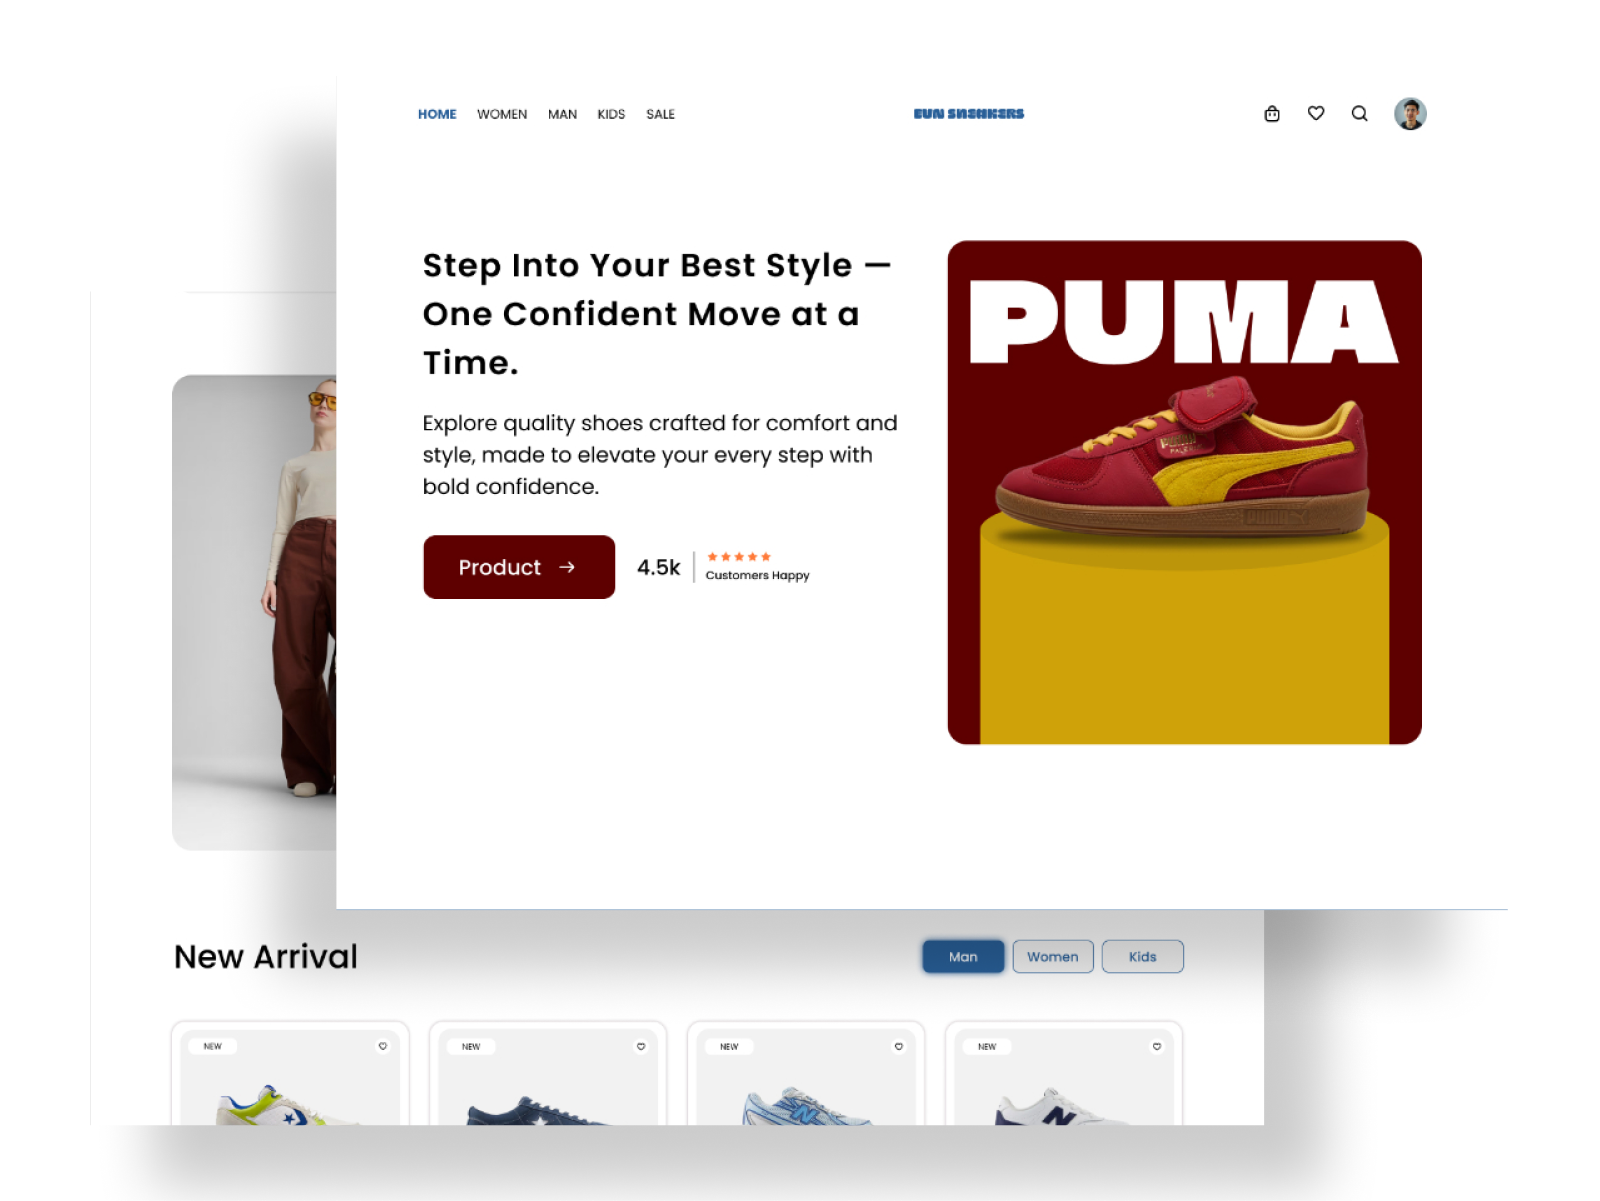 HOME WOMEN MAN KIDS SALE
EUN SNEAKERS
Step Into Your Best Style —
One Confident Move at a
Time.
Explore quality shoes crafted for comfort and
style, made to elevate your every step with
bold confidence.
Product →
4.5k
Customers Happy
PUMA
PUMA
PUMA
New Arrival
Man Women Kids
NEW
NEW
NEW
NEW